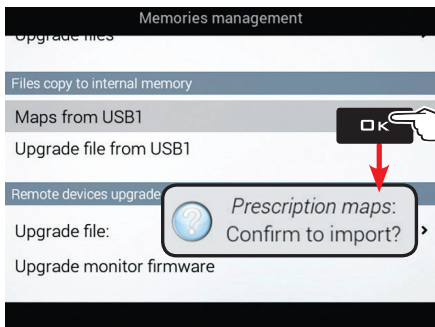 Memories management
Upgrade files
Files copy to internal memory
Maps from USB1
OK
Upgrade file from USB1
Remote devices upgrade
Prescription maps:
Confirm to import?
Upgrade file:
Upgrade monitor firmware